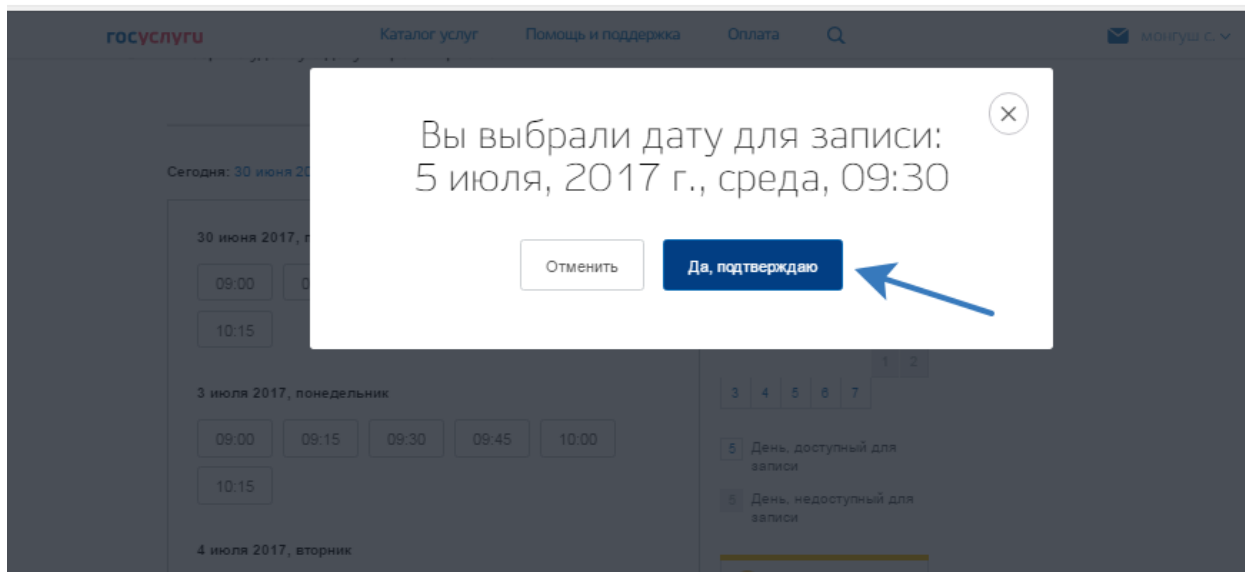 госуслуги Каталог услуг Помощь и поддержка Оплата монгуш с.
Вы выбрали дату для записи:
5 июля, 2017 г., среда, 09:30
Отменить Да, подтверждаю
Сегодня: 30 июня
30 июня 2017,
09:00
10:15
3 июля 2017, понедельник
09:00 09:15 09:30 09:45 10:00
10:15
4 июля 2017, вторник
1 2
3 4 5 6 7
5 День, доступный для
записи
5 День, недоступный для
записи